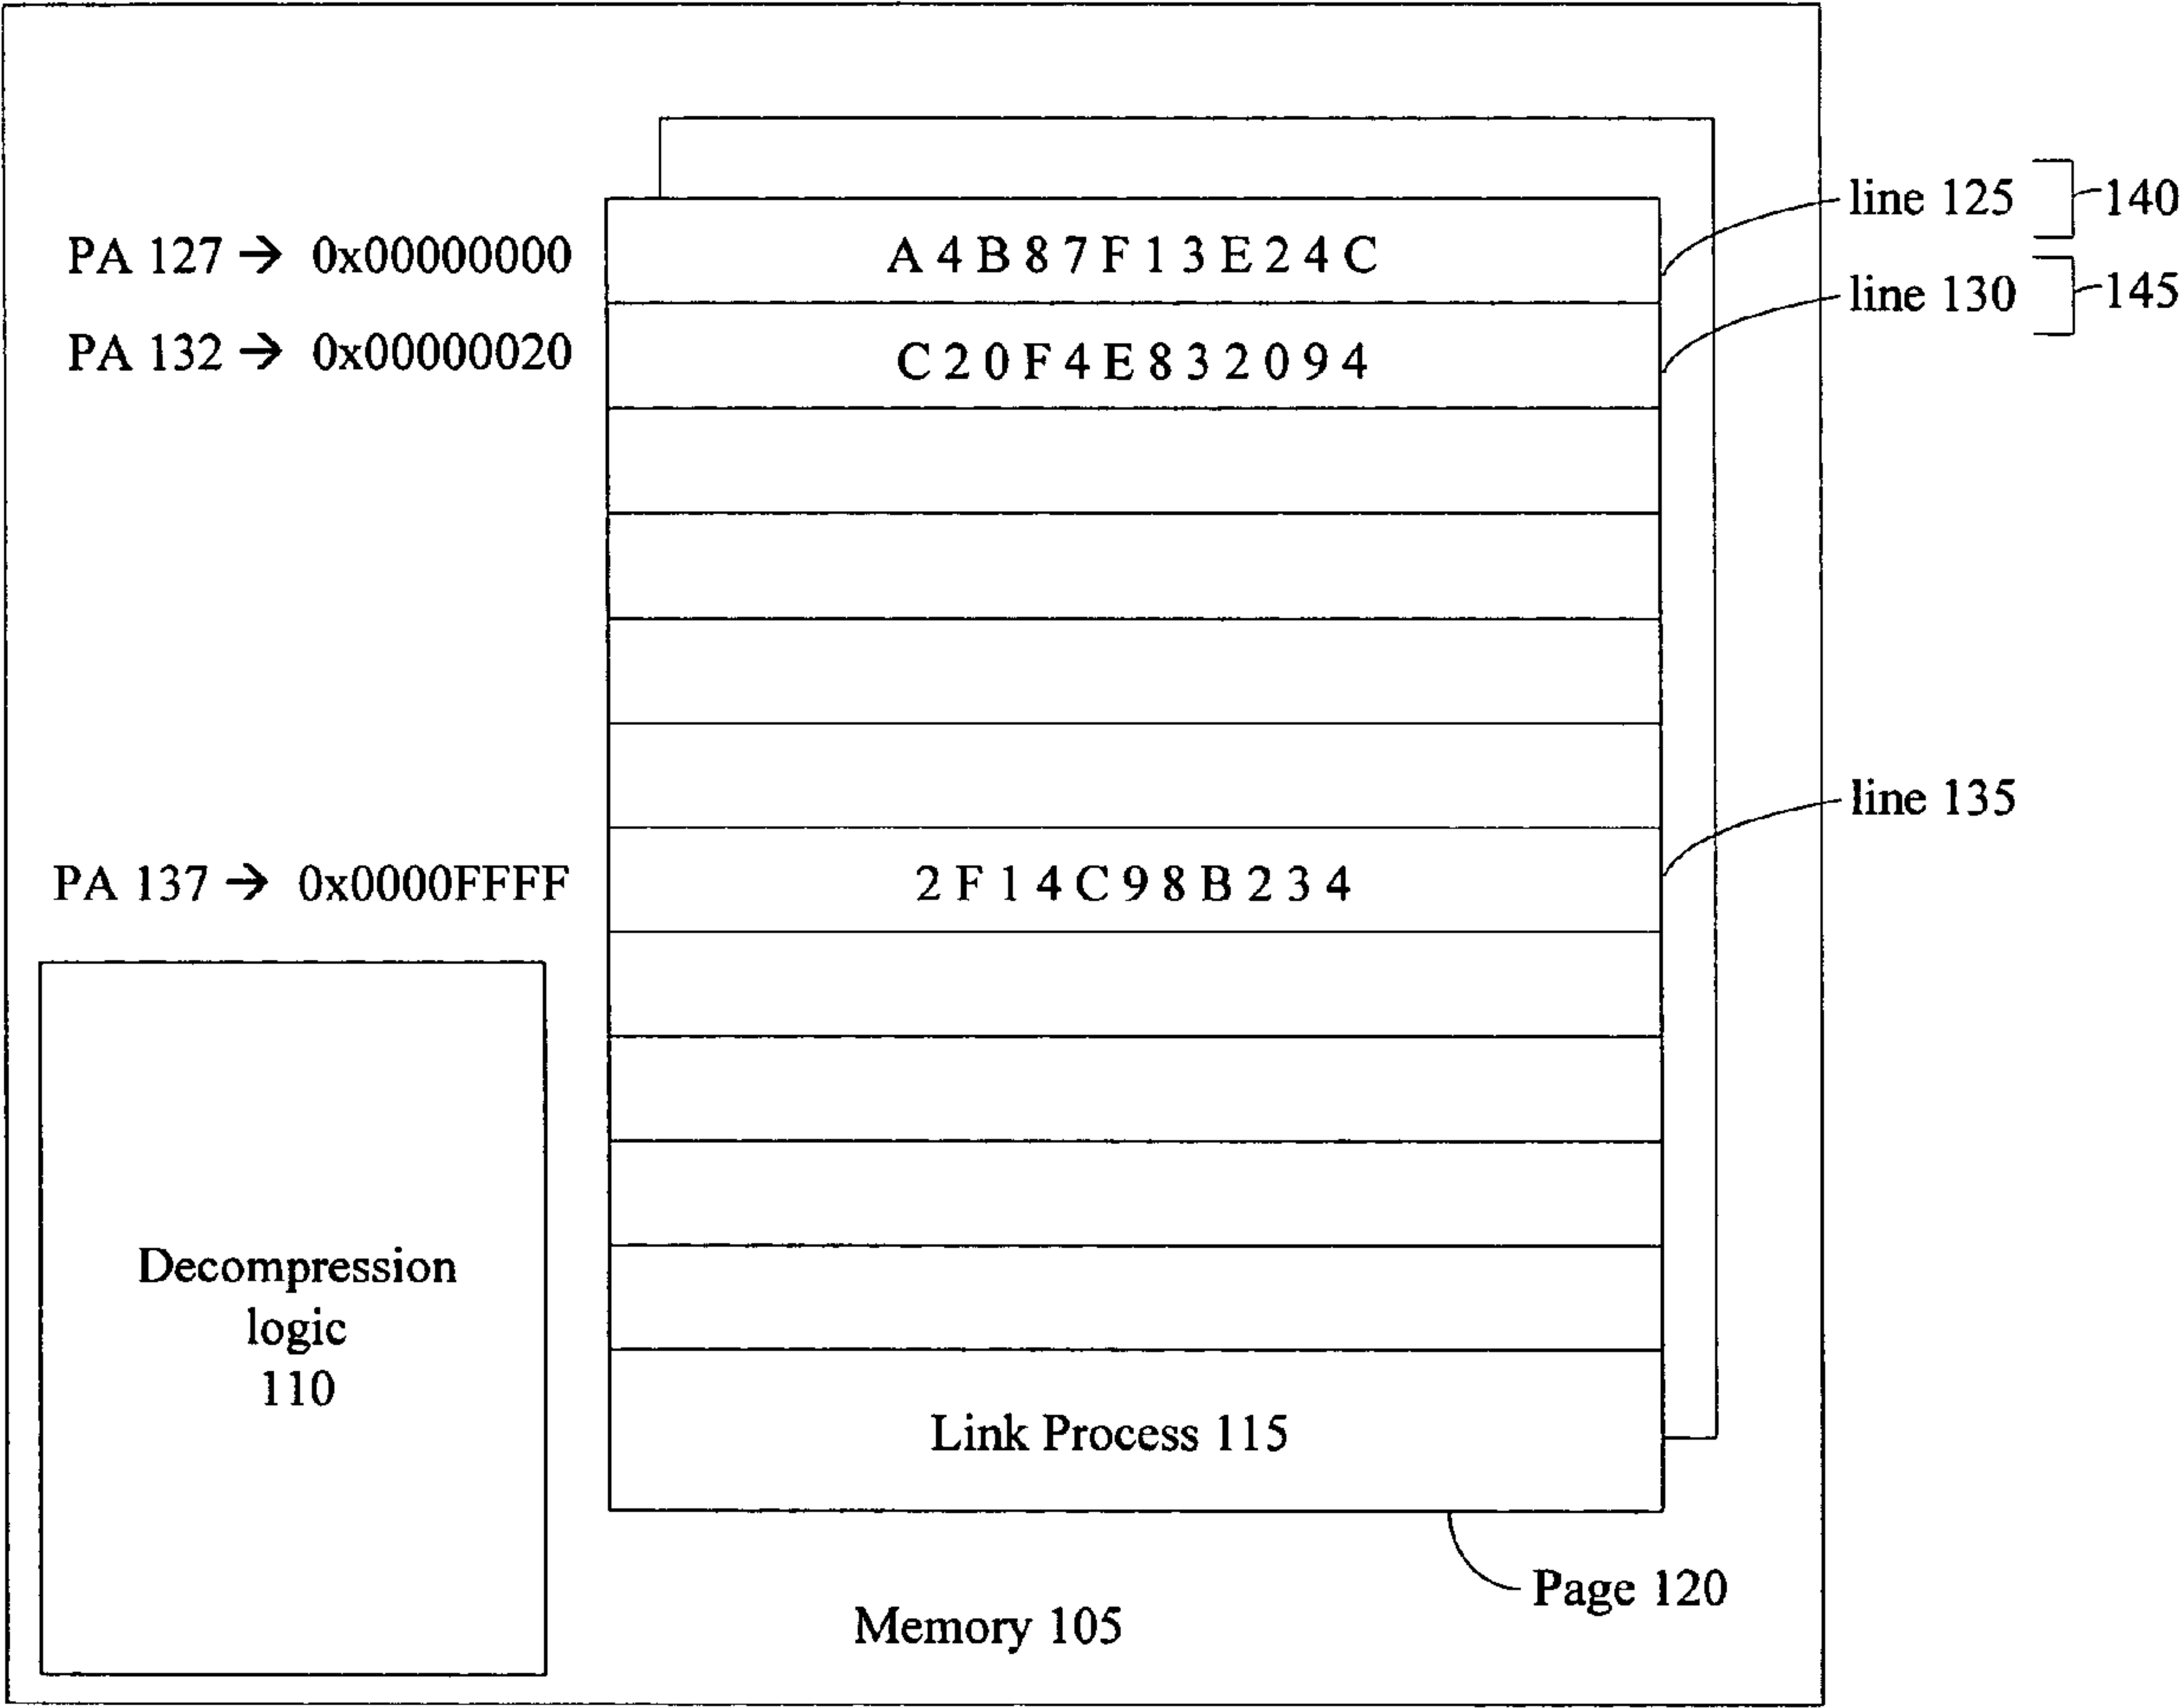 line 125 140
PA 127 → 0x00000000 A 4 B 8 7 F 1 3 E 2 4 C
line 130 145
PA 132 → 0x00000020 C 2 0 F 4 E 8 3 2 0 9 4
line 135
PA 137 → 0x0000FFFF 2 F 1 4 C 9 8 B 2 3 4
Decompression
logic
110
Link Process 115
Page 120
Memory 105